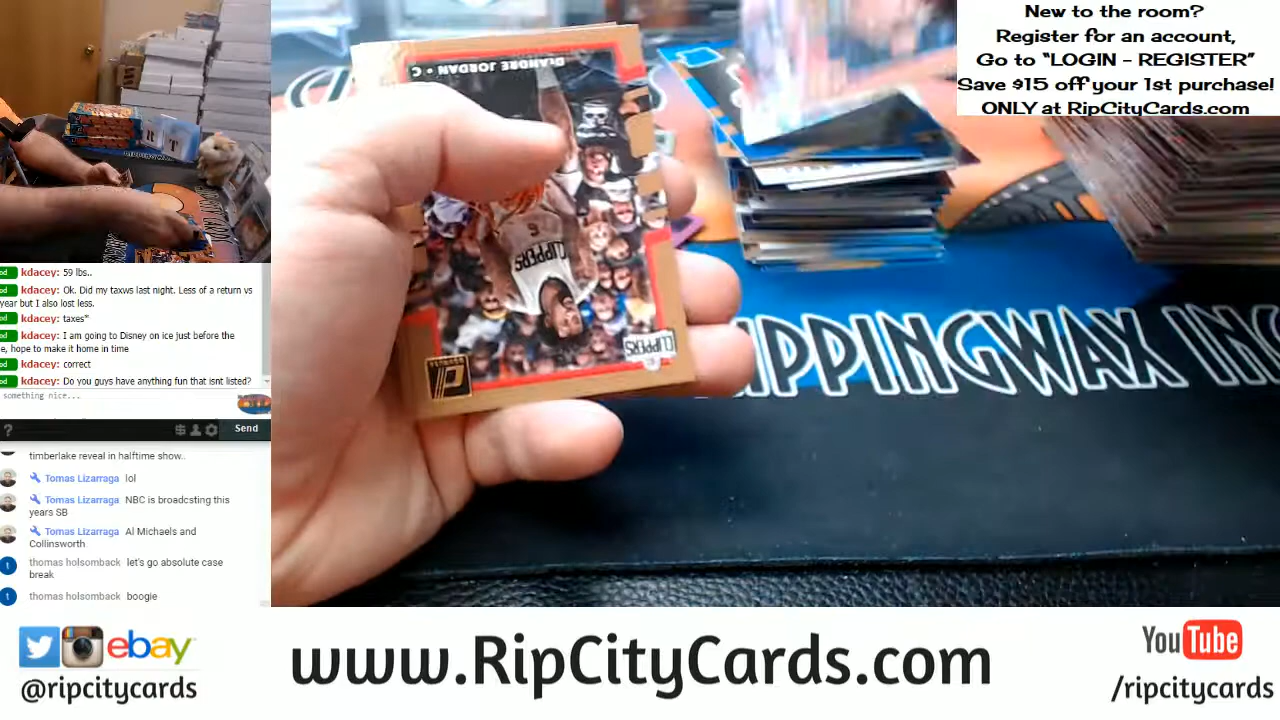 New to the room?
Register for an account,
Go to “LOGIN - REGISTER”
Save $15 off your 1st purchase!
ONLY at RipCityCards.com
DEANDRE JORDAN • C
CLIPPERS
CLIPPERS
R
T
IPPINGWAX INC
kdacey: 59 lbs..
kdacey: Ok. Did my taxws last night. Less of a return vs
year but I also lost less.
kdacey: taxes*
kdacey: I am going to Disney on ice just before the
e, hope to make it home in time
kdacey: correct
kdacey: Do you guys have anything fun that isnt listed?
something nice...
? Send
timberlake reveal in halftime show..
Tomas Lizarraga lol
Tomas Lizarraga NBC is broadcsting this
years SB
Tomas Lizarraga Al Michaels and
Collinsworth
t thomas holsomback let's go absolute case
break
t thomas holsomback boogie
ebay
@ripcitycards
www.RipCityCards.com
YouTube
/ripcitycards